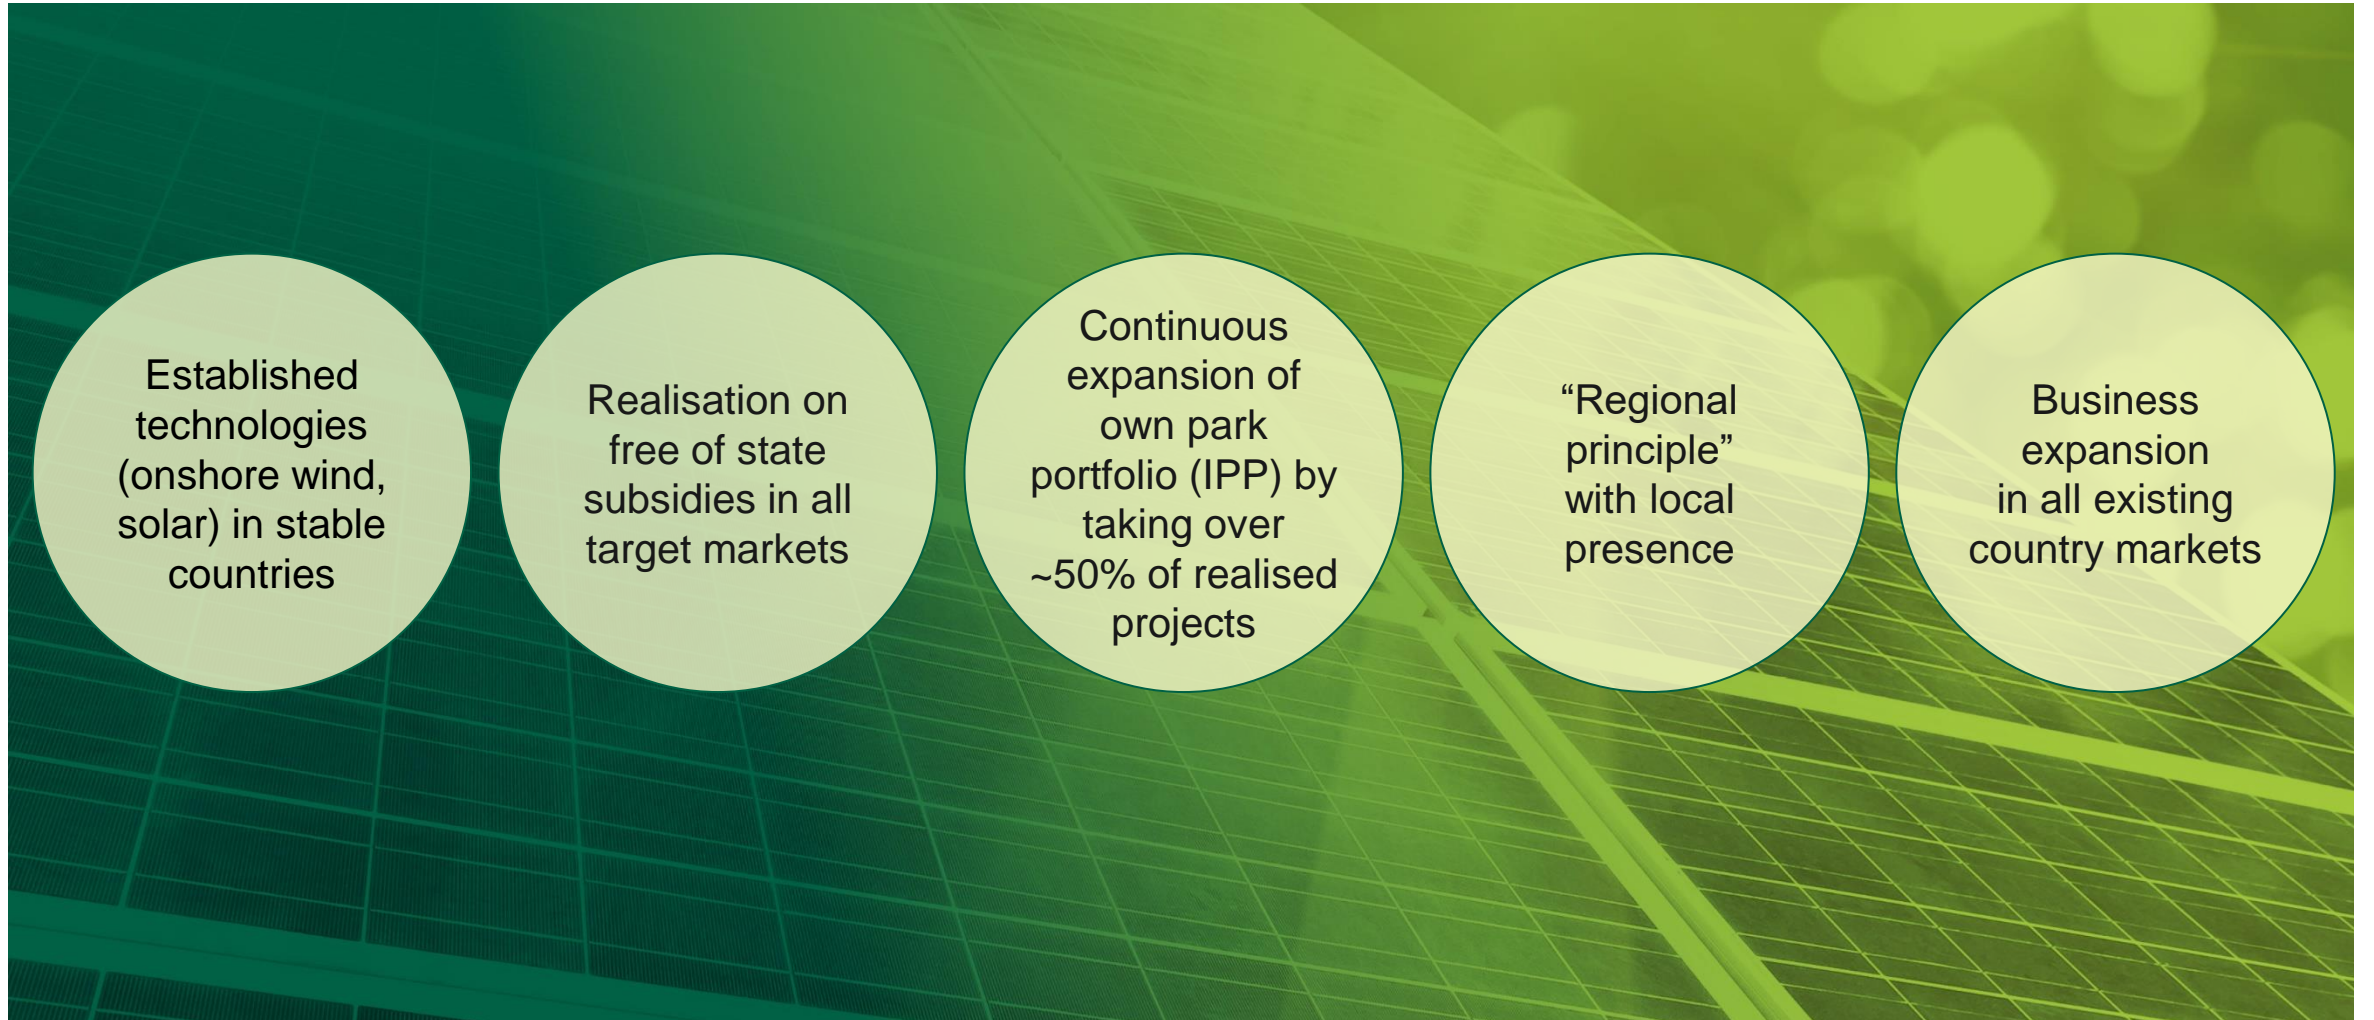 Established
technologies
(onshore wind,
solar) in stable
countries
Realisation on
free of state
subsidies in all
target markets
Continuous
expansion of
own park
portfolio (IPP) by
taking over
~50% of realised
projects
“Regional
principle”
with local
presence
Business
expansion
in all existing
country markets